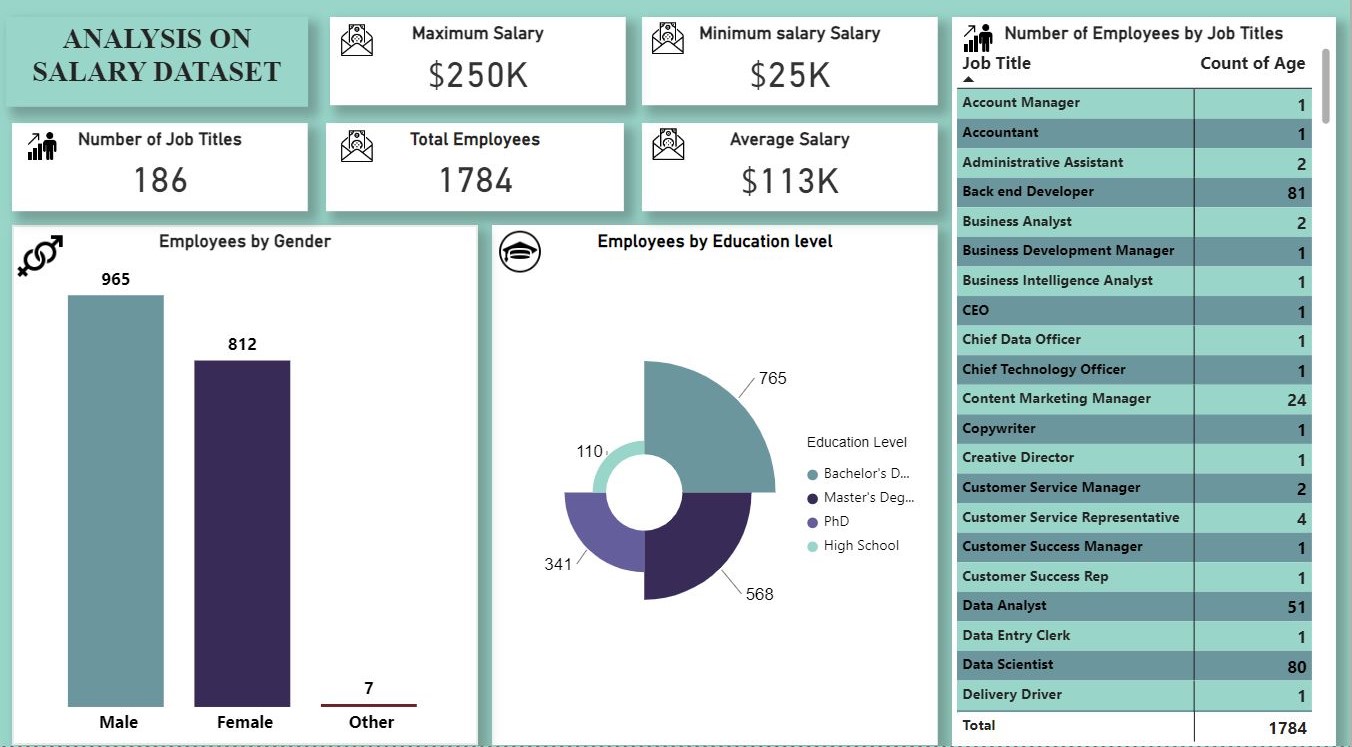 ANALYSIS ON
SALARY DATASET
Maximum Salary
$250K
Minimum salary Salary
$25K
Number of Job Titles
186
Total Employees
1784
Average Salary
$113K
Employees by Gender
965
812
7
Male Female Other
Employees by Education level
765
110
341
568
Education Level
Bachelor's D...
Master's Deg...
PhD
High School
Number of Employees by Job Titles
Job Title Count of Age
Account Manager 1
Accountant 1
Administrative Assistant 2
Back end Developer 81
Business Analyst 2
Business Development Manager 1
Business Intelligence Analyst 1
CEO 1
Chief Data Officer 1
Chief Technology Officer 1
Content Marketing Manager 24
Copywriter 1
Creative Director 1
Customer Service Manager 2
Customer Service Representative 4
Customer Success Manager 1
Customer Success Rep 1
Data Analyst 51
Data Entry Clerk 1
Data Scientist 80
Delivery Driver 1
Total 1784